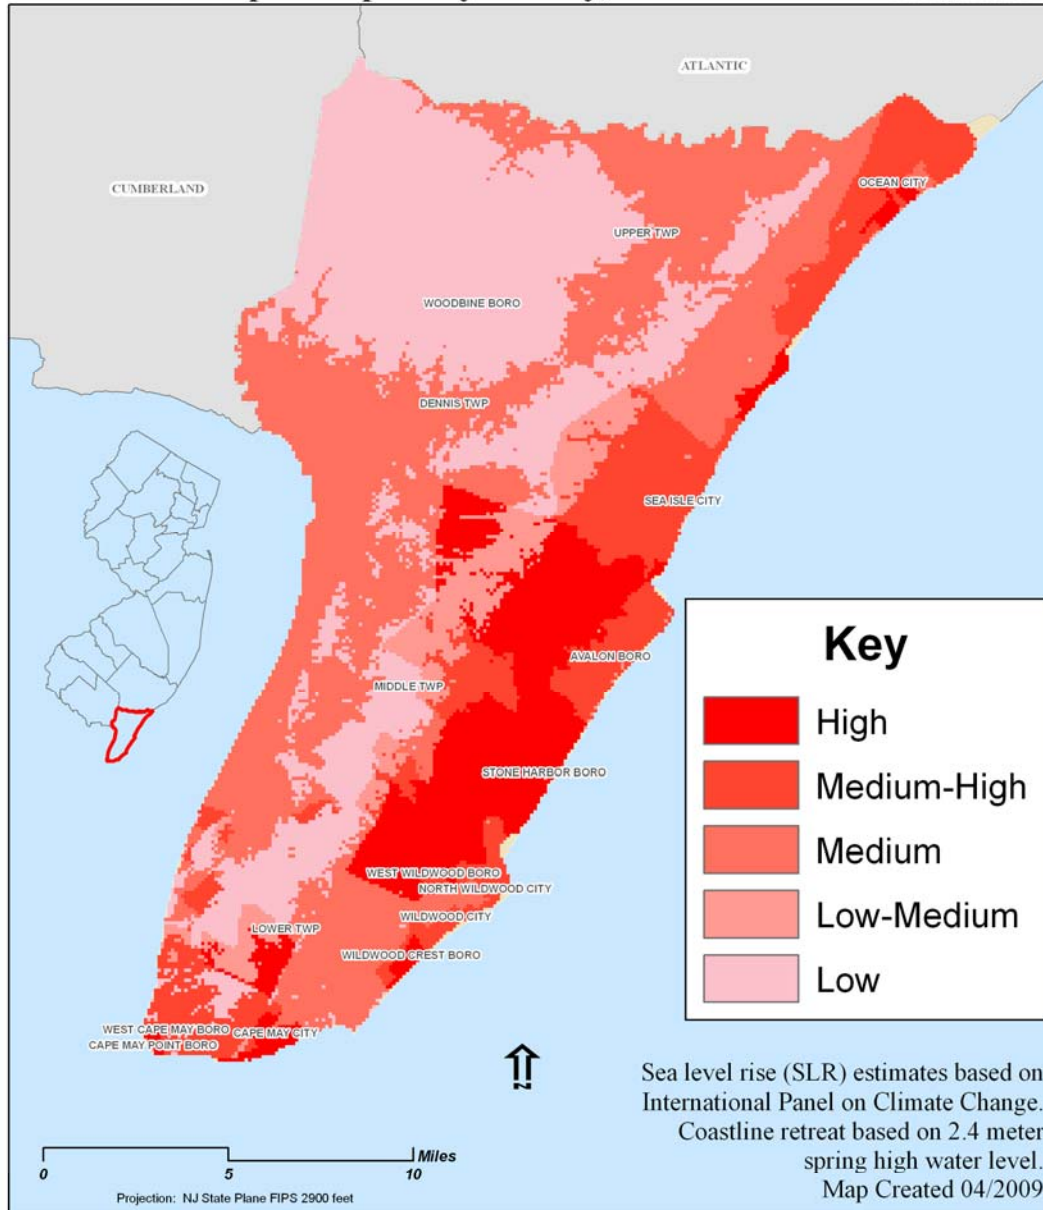 ATLANTIC
CUMBERLAND
OCEAN CITY
UPPER TWP
WOODBINE BORO
DENNIS TWP
SEA ISLE CITY
AVALON BORO
MIDDLE TWP
STONE HARBOR BORO
WEST WILDWOOD BORO
NORTH WILDWOOD CITY
WILDWOOD CITY
LOWER TWP
WILDWOOD CREST BORO
WEST CAPE MAY BORO
CAPE MAY CITY
CAPE MAY POINT BORO
Key
High
Medium-High
Medium
Low-Medium
Low
N
Sea level rise (SLR) estimates based on
International Panel on Climate Change.
Coastline retreat based on 2.4 meter
spring high water level.
Map Created 04/2009
Miles
0 5 10
Projection: NJ State Plane FIPS 2900 feet